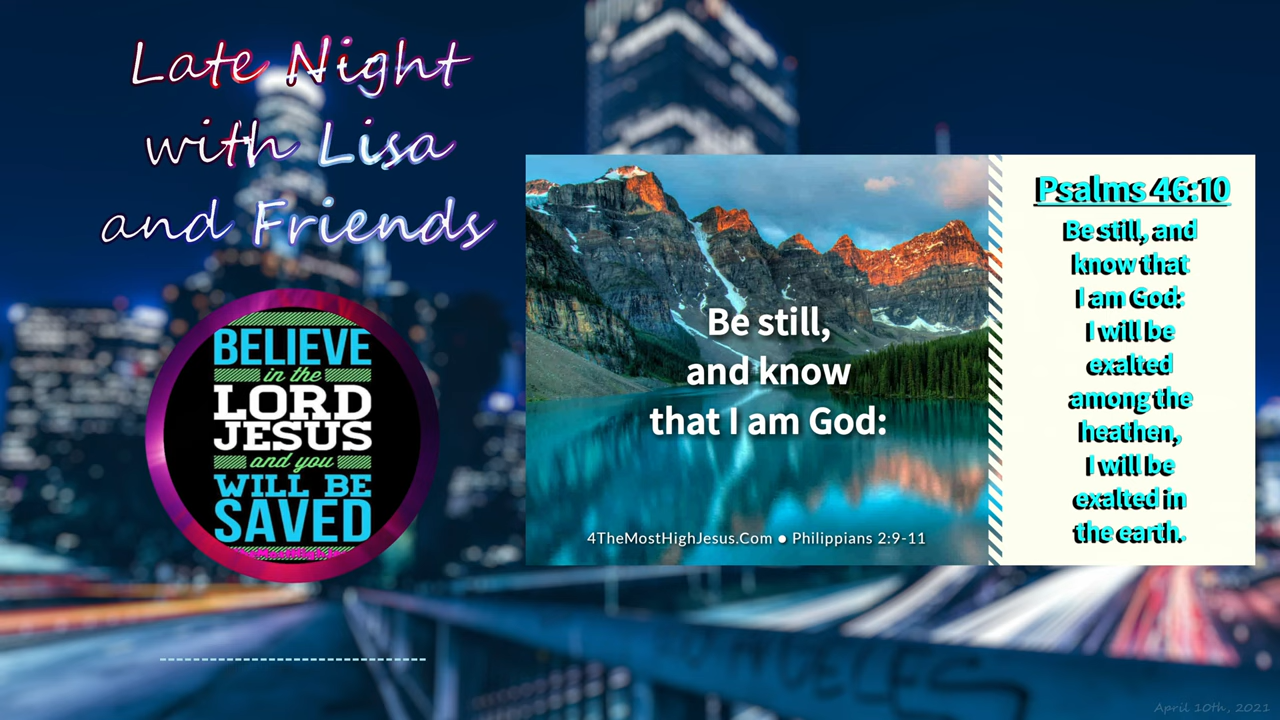 Late Night
with Lisa
and Friends
BELIEVE
in the
LORD
JESUS
and you
WILL BE
SAVED
Be still,
and know
that I am God:
4TheMostHighJesus.Com ● Philippians 2:9-11
Psalms 46:10
Be still, and
know that
I am God:
I will be
exalted
among the
heathen,
I will be
exalted in
the earth.
ANGELES
April 10th, 2021